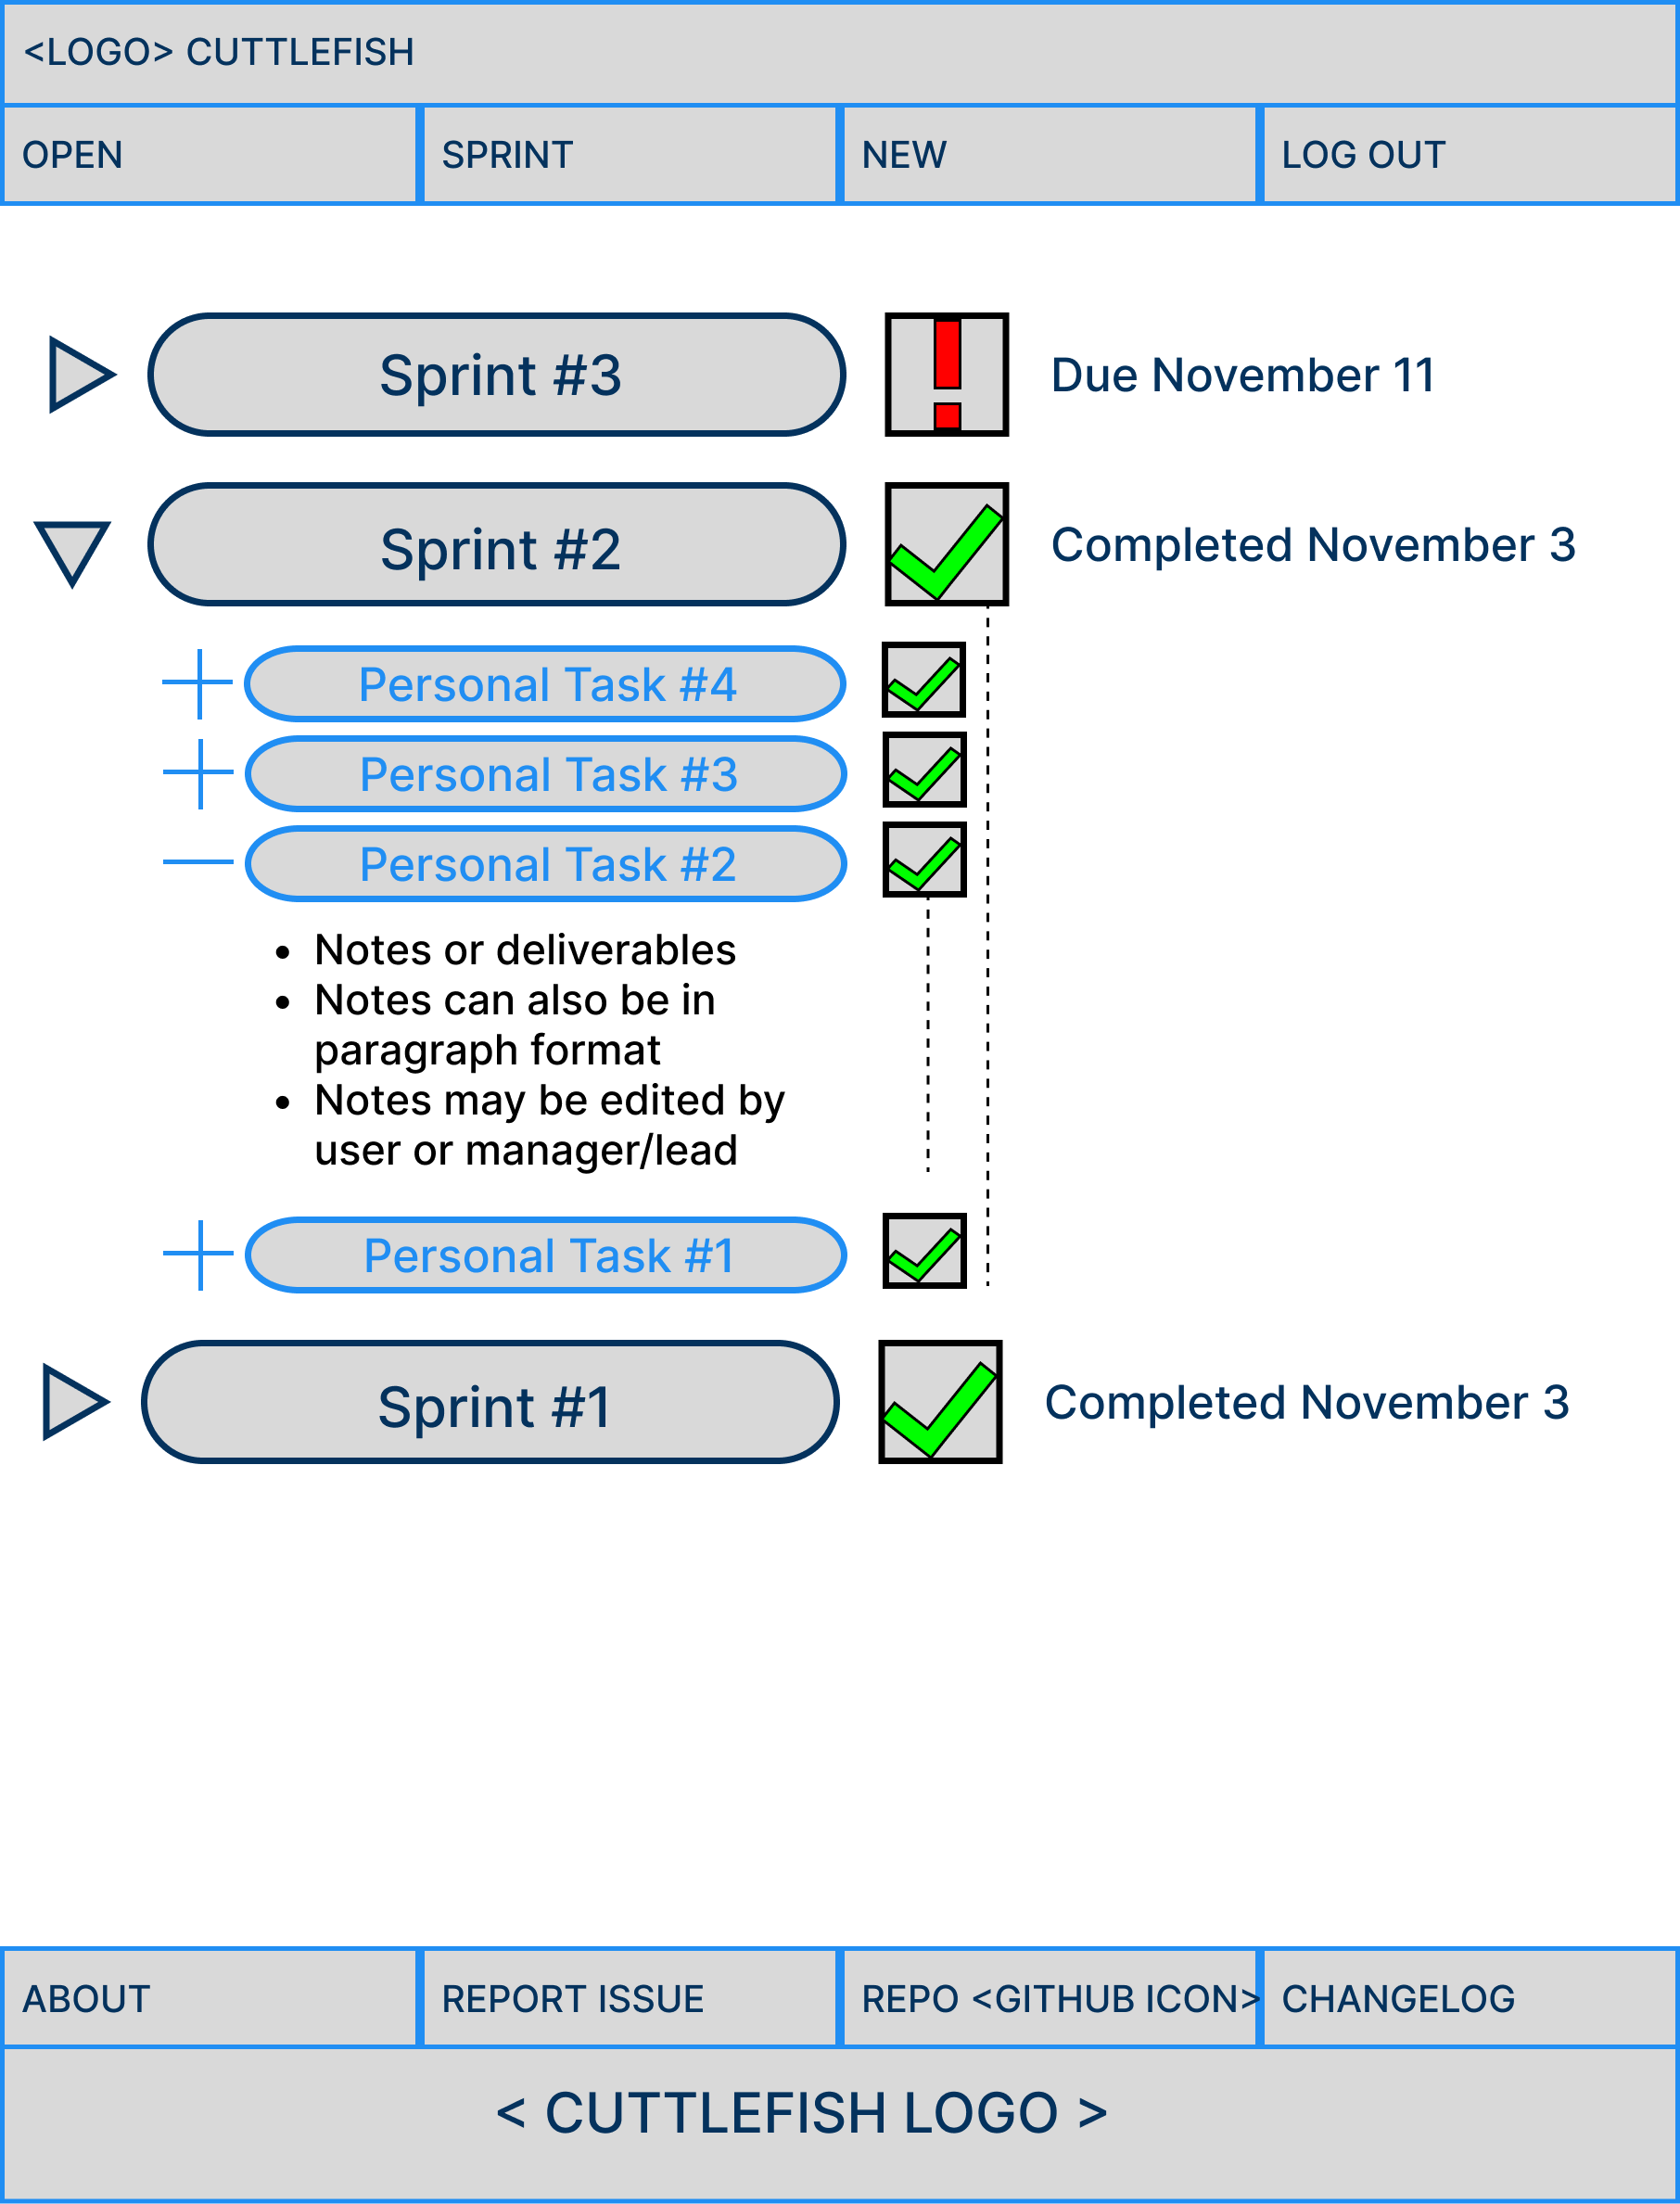 <LOGO> CUTTLEFISH
OPEN
SPRINT
NEW
LOG OUT
Sprint #3
Due November 11
Sprint #2
Completed November 3
Personal Task #4
Personal Task #3
Personal Task #2
• Notes or deliverables
• Notes can also be in
paragraph format
• Notes may be edited by
user or manager/lead
Personal Task #1
Sprint #1
Completed November 3
ABOUT
REPORT ISSUE
REPO <GITHUB ICON>
CHANGELOG
< CUTTLEFISH LOGO >